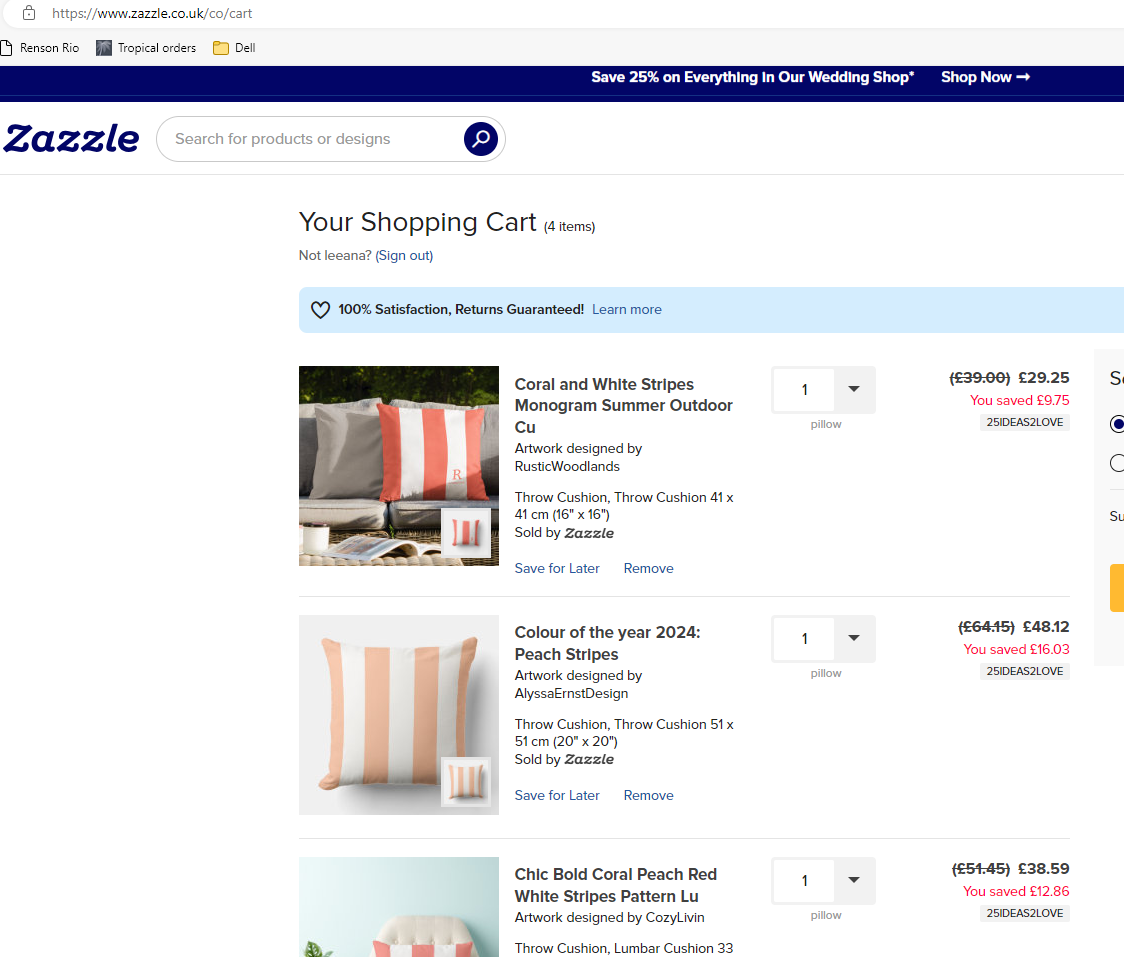 https://www.zazzle.co.uk/co/cart
Renson Rio Tropical orders Dell
Save 25% on Everything in Our Wedding Shop* Shop Now →
Zazzle
Search for products or designs
Your Shopping Cart (4 items)
Not leeana? (Sign out)
100% Satisfaction, Returns Guaranteed! Learn more
Coral and White Stripes
Monogram Summer Outdoor
Cu
Artwork designed by
RusticWoodlands
Throw Cushion, Throw Cushion 41 x
41 cm (16" x 16")
Sold by Zazzle
Save for Later Remove
R
1
pillow
(£39.00) £29.25
You saved £9.75
25IDEAS2LOVE
Colour of the year 2024:
Peach Stripes
Artwork designed by
AlyssaErnstDesign
Throw Cushion, Throw Cushion 51 x
51 cm (20" x 20")
Sold by Zazzle
Save for Later Remove
1
pillow
(£64.15) £48.12
You saved £16.03
25IDEAS2LOVE
Chic Bold Coral Peach Red
White Stripes Pattern Lu
Artwork designed by CozyLivin
Throw Cushion, Lumbar Cushion 33
1
pillow
(£51.45) £38.59
You saved £12.86
25IDEAS2LOVE